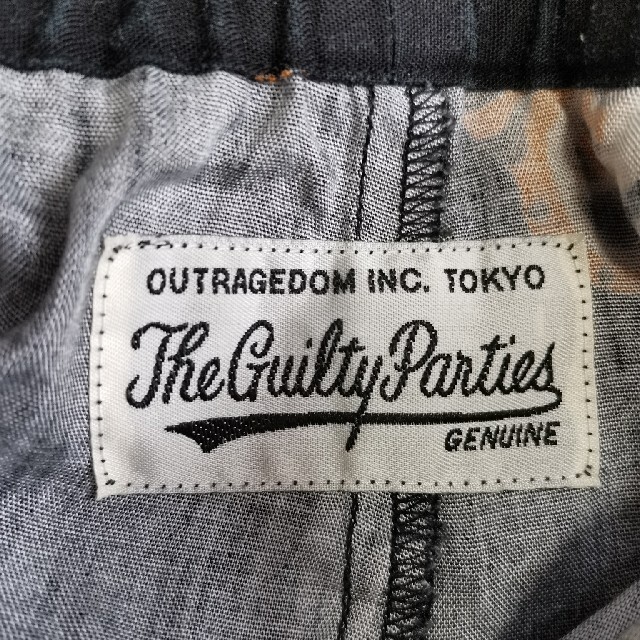 OUTRAGEDOM INC. TOKYO
The Guilty Parties
GENUINE